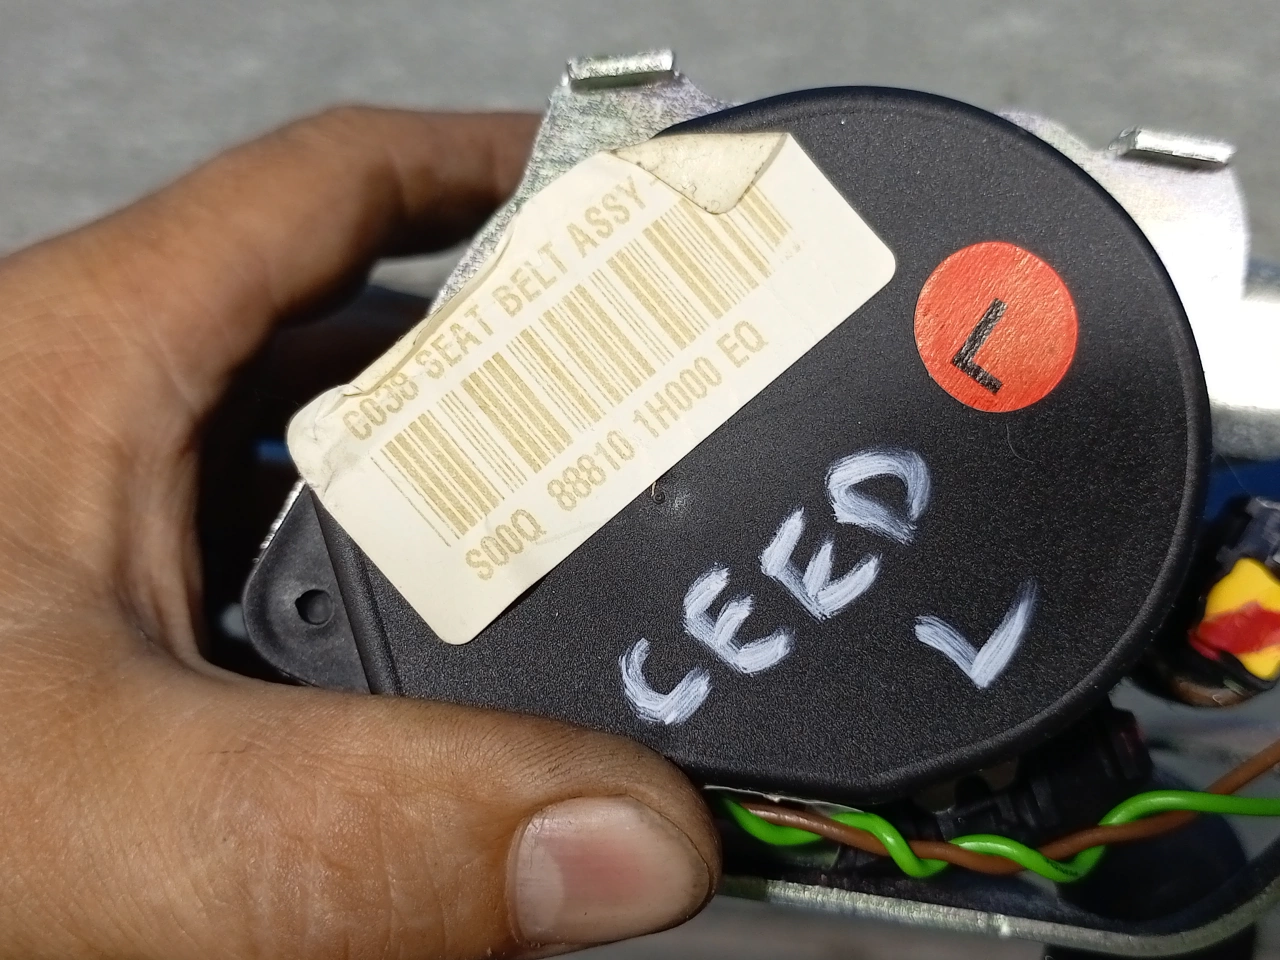 C038 SEAT BELT ASSY -
S00Q 88810 1H000 EQ
L
CEED
L